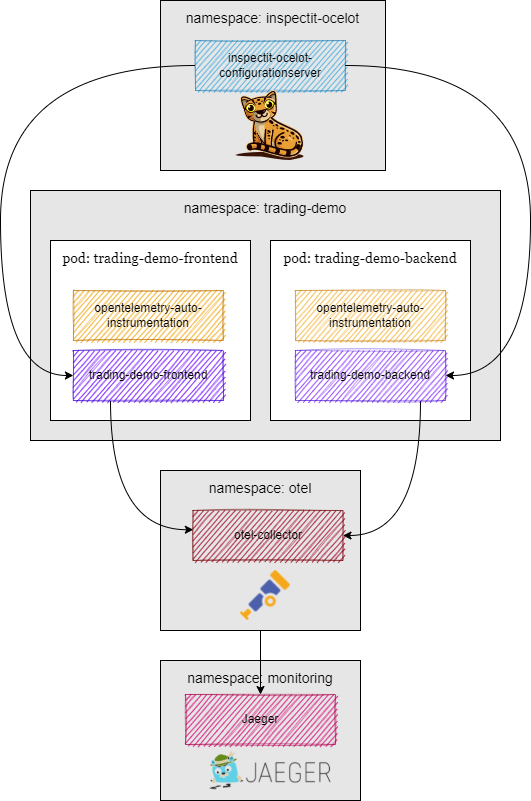 namespace: inspectit-ocelot
inspectit-ocelot-
configurationserver
namespace: trading-demo
pod: trading-demo-frontend
opentelemetry-auto-
instrumentation
trading-demo-frontend
pod: trading-demo-backend
opentelemetry-auto-
instrumentation
trading-demo-backend
namespace: otel
otel-collector
namespace: monitoring
Jaeger
JAEGER